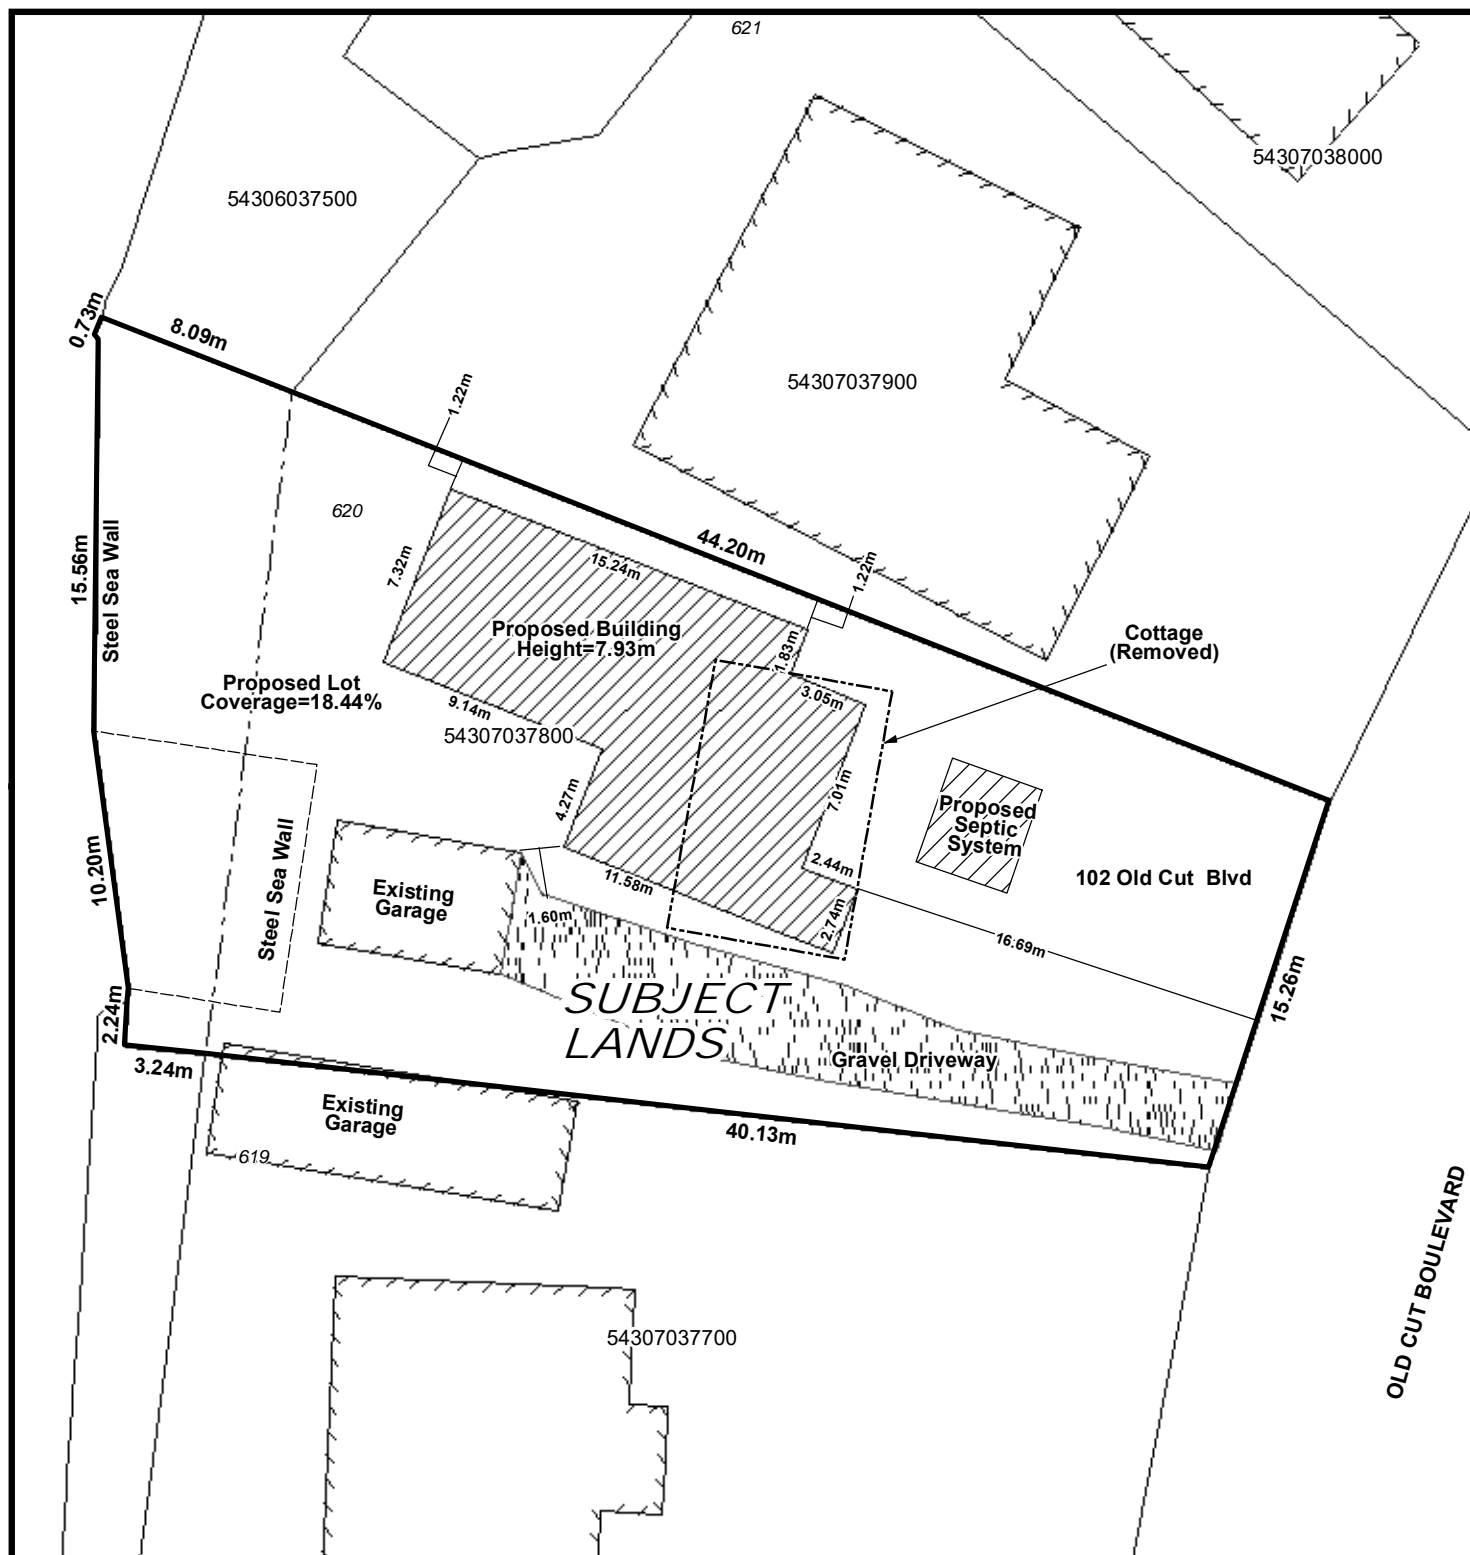 621
54307038000
54306037500
0.73m
8.09m
54307037900
1.22m
620
44.20m
15.56m
Steel Sea Wall
7.32m
15.24m
1.22m
Proposed Building
Height=7.93m
1.83m
Cottage
(Removed)
Proposed Lot
Coverage=18.44%
9.14m
3.05m
54307037800
4.27m
7.01m
Proposed
Septic
System
10.20m
Steel Sea Wall
Existing
Garage
11.58m
2.44m
102 Old Cut Blvd
1.60m
2.74m
16.69m
SUBJECT
LANDS
15.26m
2.24m
3.24m
Gravel Driveway
Existing
Garage
40.13m
619
OLD CUT BOULEVARD
54307037700